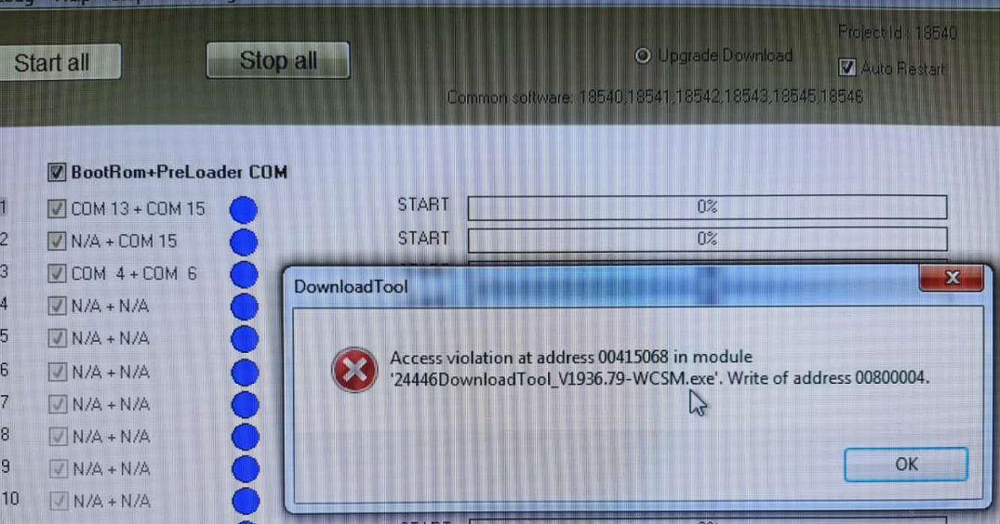 Project Id : 18540
Start all
Stop all
Upgrade Download
Auto Restart
Common software: 18540,18541,18542,18543,18545,18546
BootRom+PreLoader COM
1 COM 13 + COM 15 START 0%
2 N/A + COM 15 START 0%
3 COM 4 + COM 6
4 N/A + N/A
5 N/A + N/A
6 N/A + N/A
7 N/A + N/A
8 N/A + N/A
9 N/A + N/A
10 N/A + N/A
DownloadTool
Access violation at address 00415068 in module
'24446DownloadTool_V1936.79-WCSM.exe'. Write of address 00800004.
OK